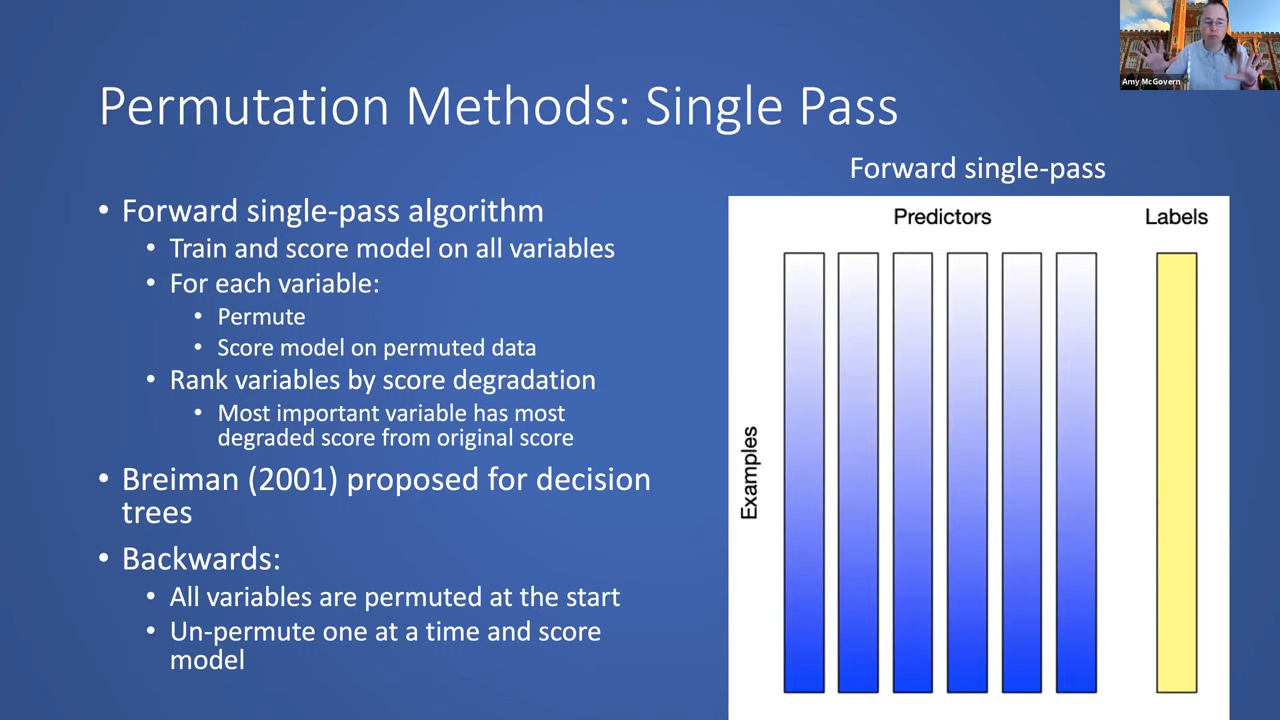 Amy McGovern
Permutation Methods: Single Pass
• Forward single-pass algorithm
• Train and score model on all variables
• For each variable:
• Permute
• Score model on permuted data
• Rank variables by score degradation
• Most important variable has most
degraded score from original score
• Breiman (2001) proposed for decision
trees
• Backwards:
• All variables are permuted at the start
• Un-permute one at a time and score
model
Forward single-pass
Predictors
Labels
Examples